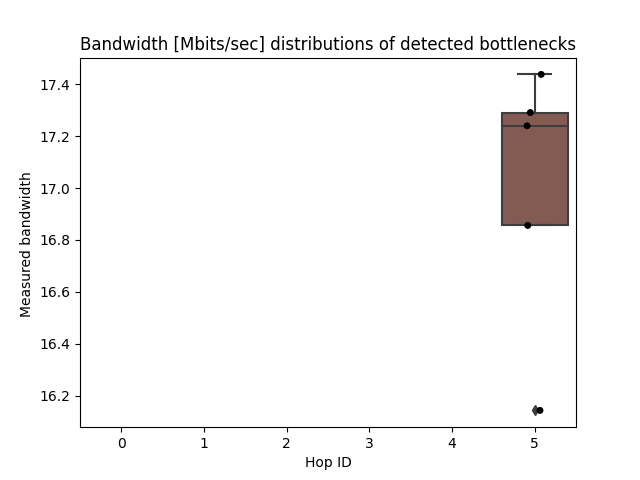 Bandwidth [Mbits/sec] distributions of detected bottlenecks
17.4
17.2
17.0
16.8
16.6
16.4
16.2
Measured bandwidth
0 1 2 3 4 5
Hop ID